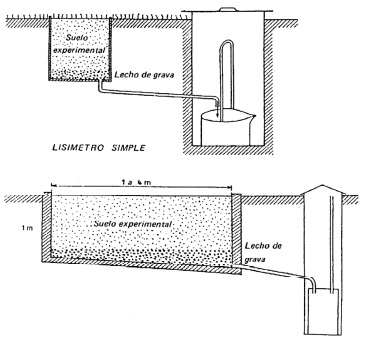 Suelo
experimental
Lecho de grava
LISIMETRO SIMPLE
1 a 4 m
Suelo experimental
1 m
Lecho de
grava